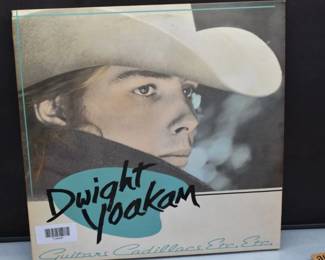 Dwight
Yoakam
Guitars Cadillacs Etc., Etc.